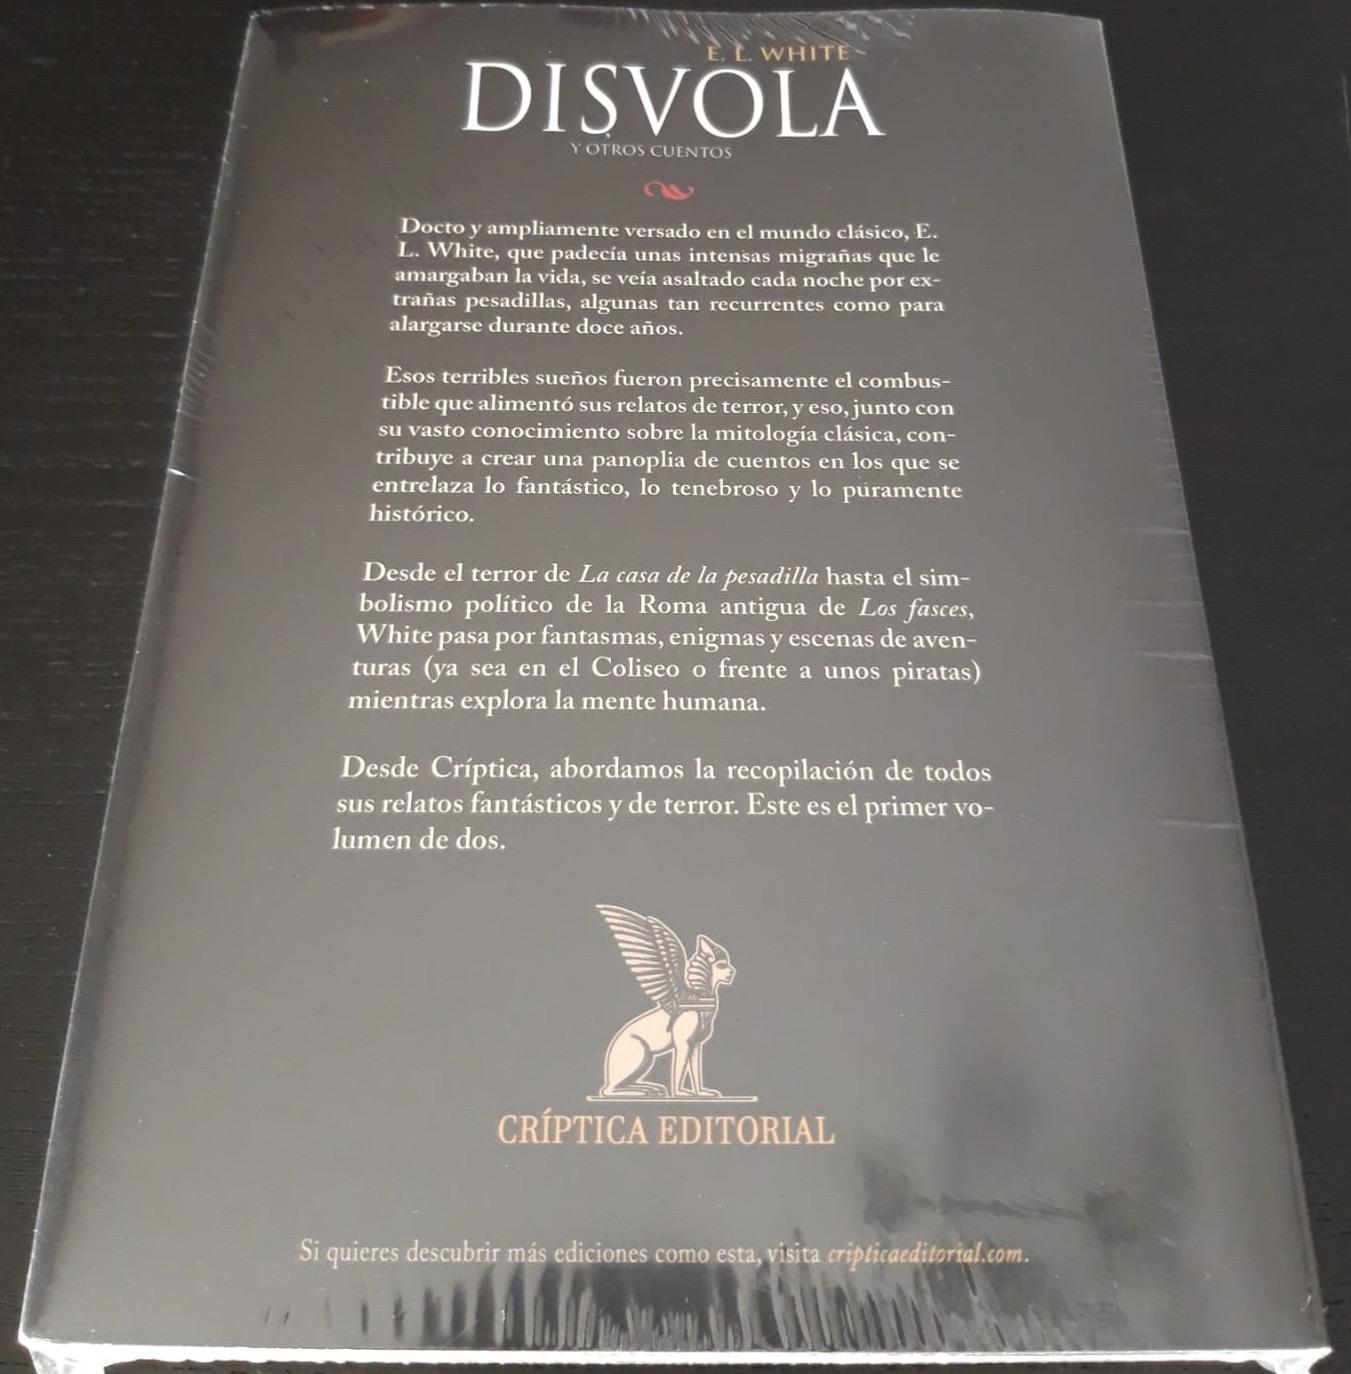 E. L. WHITE
DISVOLA
Y OTROS CUENTOS
Docto y ampliamente versado en el mundo clásico, E.
L. White, que padecía unas intensas migrañas que le
amargaban la vida, se veía asaltado cada noche por ex-
trañas pesadillas, algunas tan recurrentes como para
alargarse durante doce años.
Esos terribles sueños fueron precisamente el combus-
tible que alimentó sus relatos de terror, y eso, junto con
su vasto conocimiento sobre la mitología clásica, con-
tribuye a crear una panoplia de cuentos en los que se
entrelaza lo fantástico, lo tenebroso y lo puramente
histórico.
Desde el terror de La casa de la pesadilla hasta el sim-
bolismo político de la Roma antigua de Los fasces,
White pasa por fantasmas, enigmas y escenas de aven-
turas (ya sea en el Coliseo o frente a unos piratas)
mientras explora la mente humana.
Desde Críptica, abordamos la recopilación de todos
sus relatos fantásticos y de terror. Este es el primer vo-
lumen de dos.
CRÍPTICA EDITORIAL
Si quieres descubrir más ediciones como esta, visita cripticaeditorial.com.